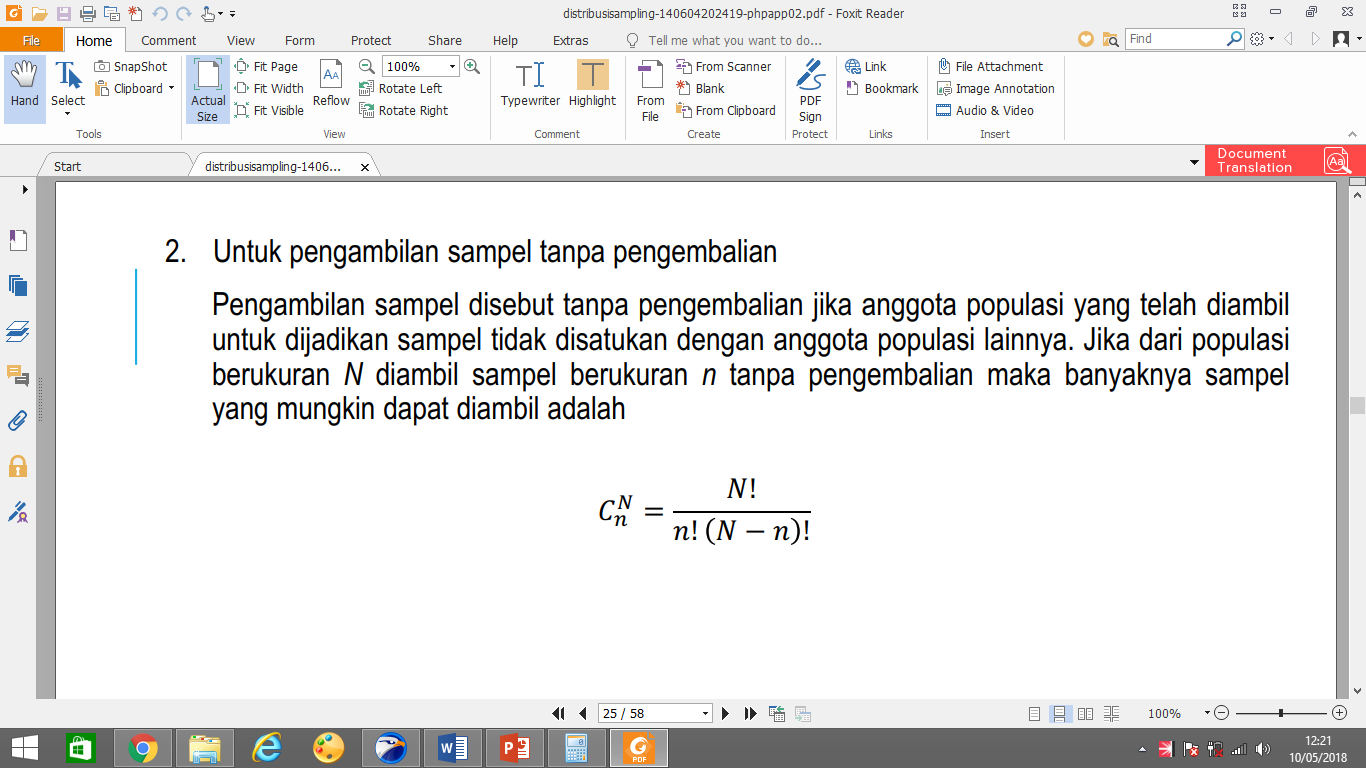 distribusisampling-140604202419-phpapp02.pdf - Foxit Reader
File Home Comment View Form Protect Share Help Extras Tell me what you want to do... Find
Hand
Select
SnapShot
Clipboard
Tools
Actual
Size
Fit Page
Fit Width
Fit Visible
Reflow
100%
Rotate Left
Rotate Right
View
Typewriter
Highlight
Comment
From
File
From Scanner
Blank
From Clipboard
Create
PDF
Sign
Protect
Link
Bookmark
Links
File Attachment
Image Annotation
Audio & Video
Insert
Start
distribusisampling-1406...
Document
Translation
2. Untuk pengambilan sampel tanpa pengembalian
Pengambilan sampel disebut tanpa pengembalian jika anggota populasi yang telah diambil
untuk dijadikan sampel tidak disatukan dengan anggota populasi lainnya. Jika dari populasi
berukuran N diambil sampel berukuran n tanpa pengembalian maka banyaknya sampel
yang mungkin dapat diambil adalah
C_n^N = N! / n! (N − n)!
25 / 58
100%
12:21
10/05/2018